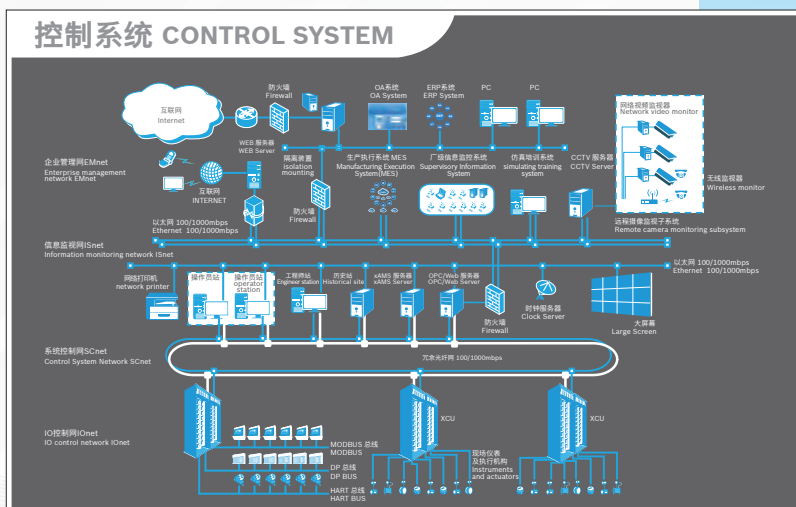 控制系统 CONTROL SYSTEM
互联网
Internet
防火墙
Firewall
WEB 服务器
WEB Server
OA系统
OA System
ERP系统
ERP System
PC
PC
网络视频监视器
Network video monitor
企业管理网EMnet
Enterprise management
network EMnet
互联网
INTERNET
隔离装置
isolation
mounting
生产执行系统 MES
Manufacturing Execution
System(MES)
厂级信息监控系统
Supervisory Information
System
仿真培训系统
simulating training
system
CCTV 服务器
CCTV Server
无线监视器
Wireless monitor
防火墙
Firewall
以太网 100/1000mbps
Ethernet 100/1000mbps
远程摄像监视子系统
Remote camera monitoring subsystem
信息监视网ISnet
Information monitoring network ISnet
以太网 100/1000mbps
Ethernet 100/1000mbps
网络打印机
network printer
操作员站
操作员站
operator
station
工程师站
Engineer station
历史站
Historical site
xAMS 服务器
xAMS Server
OPC/Web 服务器
OPC/Web Server
防火墙
Firewall
时钟服务器
Clock Server
大屏幕
Large Screen
系统控制网SCnet
Control System Network SCnet
冗余光纤网 100/1000mbps
IO控制网IOnet
IO control network IOnet
XCU
XCU
MODBUS 总线
MODBUS
DP 总线
DP BUS
HART 总线
HART BUS
现场仪表
及执行机构
Instruments
and actuators